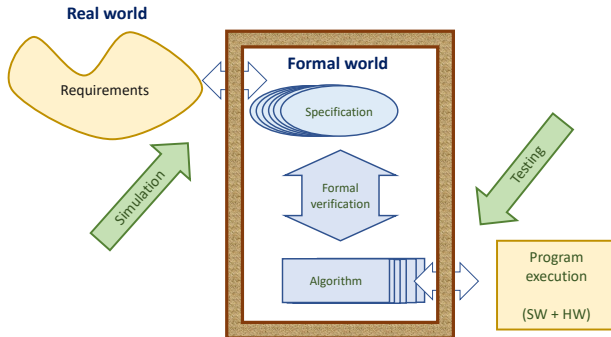 Real world
Requirements
Formal world
Specification
Simulation
Formal
verification
Testing
Algorithm
Program
execution
(SW + HW)